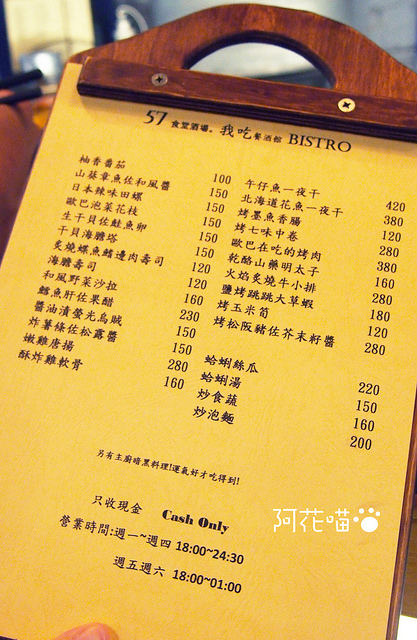 57 食堂酒場。我吃餐酒館 BISTRO
柚香番茄 100
山葵章魚佐和風醬 150
日本辣味田螺 150
歐巴泡菜花枝 150
生干貝佐鮭魚卵 150
干貝海膽塔 150
炙燒鰈魚鰭邊肉壽司 120
海膽壽司 120
和風野菜沙拉 160
鱈魚肝佐果醋 230
醬油漬螢光烏賊 150
炸薯條佐松露醬 150
嫩雞唐揚 280
酥炸雞軟骨 160
午仔魚一夜干 420
北海道花魚一夜干 380
烤墨魚香腸 120
烤七味中卷 280
歐巴在吃的烤肉 380
乾酪山藥明太子 160
火焰炙燒牛小排 280
鹽烤跳跳大草蝦 180
烤玉米筍 120
烤松阪豬佐芥末籽醬 280
蛤蜊絲瓜 220
蛤蜊湯 150
炒食蔬 160
炒泡麵 200
另有主廚暗黑料理!運氣好才吃得到!
只收現金 Cash Only
營業時間:週一~週四 18:00~24:30
週五週六 18:00~01:00
阿花喵